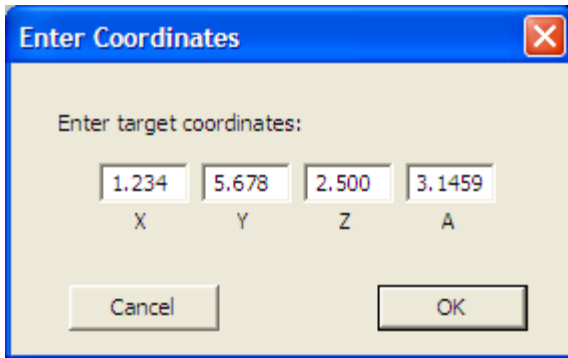 Enter Coordinates
Enter target coordinates:
1.234 5.678 2.500 3.1459
X Y Z A
Cancel OK